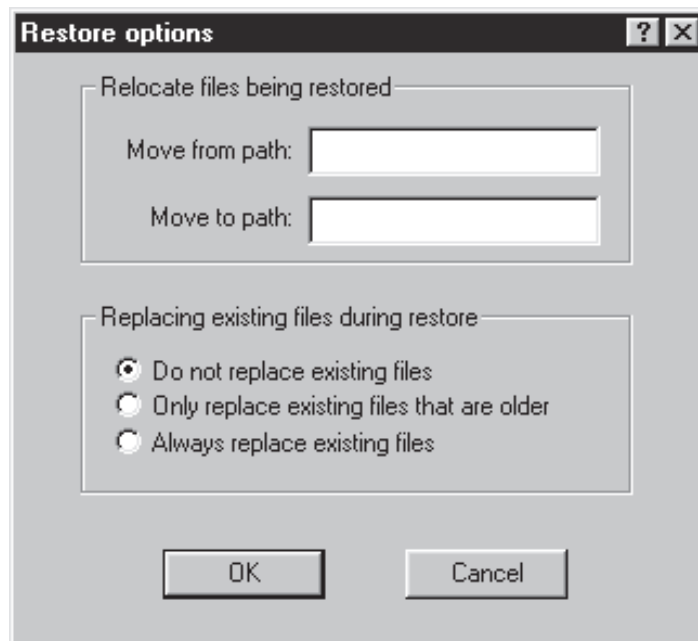 Restore options
Relocate files being restored
Move from path:
Move to path:
Replacing existing files during restore
Do not replace existing files
Only replace existing files that are older
Always replace existing files
OK
Cancel